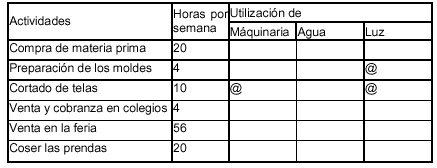 Actividades Horas por semana Utilización de
Máquinaria Agua Luz
Compra de materia prima 20
Preparación de los moldes 4 @
Cortado de telas 10 @ @
Venta y cobranza en colegios 4
Venta en la feria 56
Coser las prendas 20